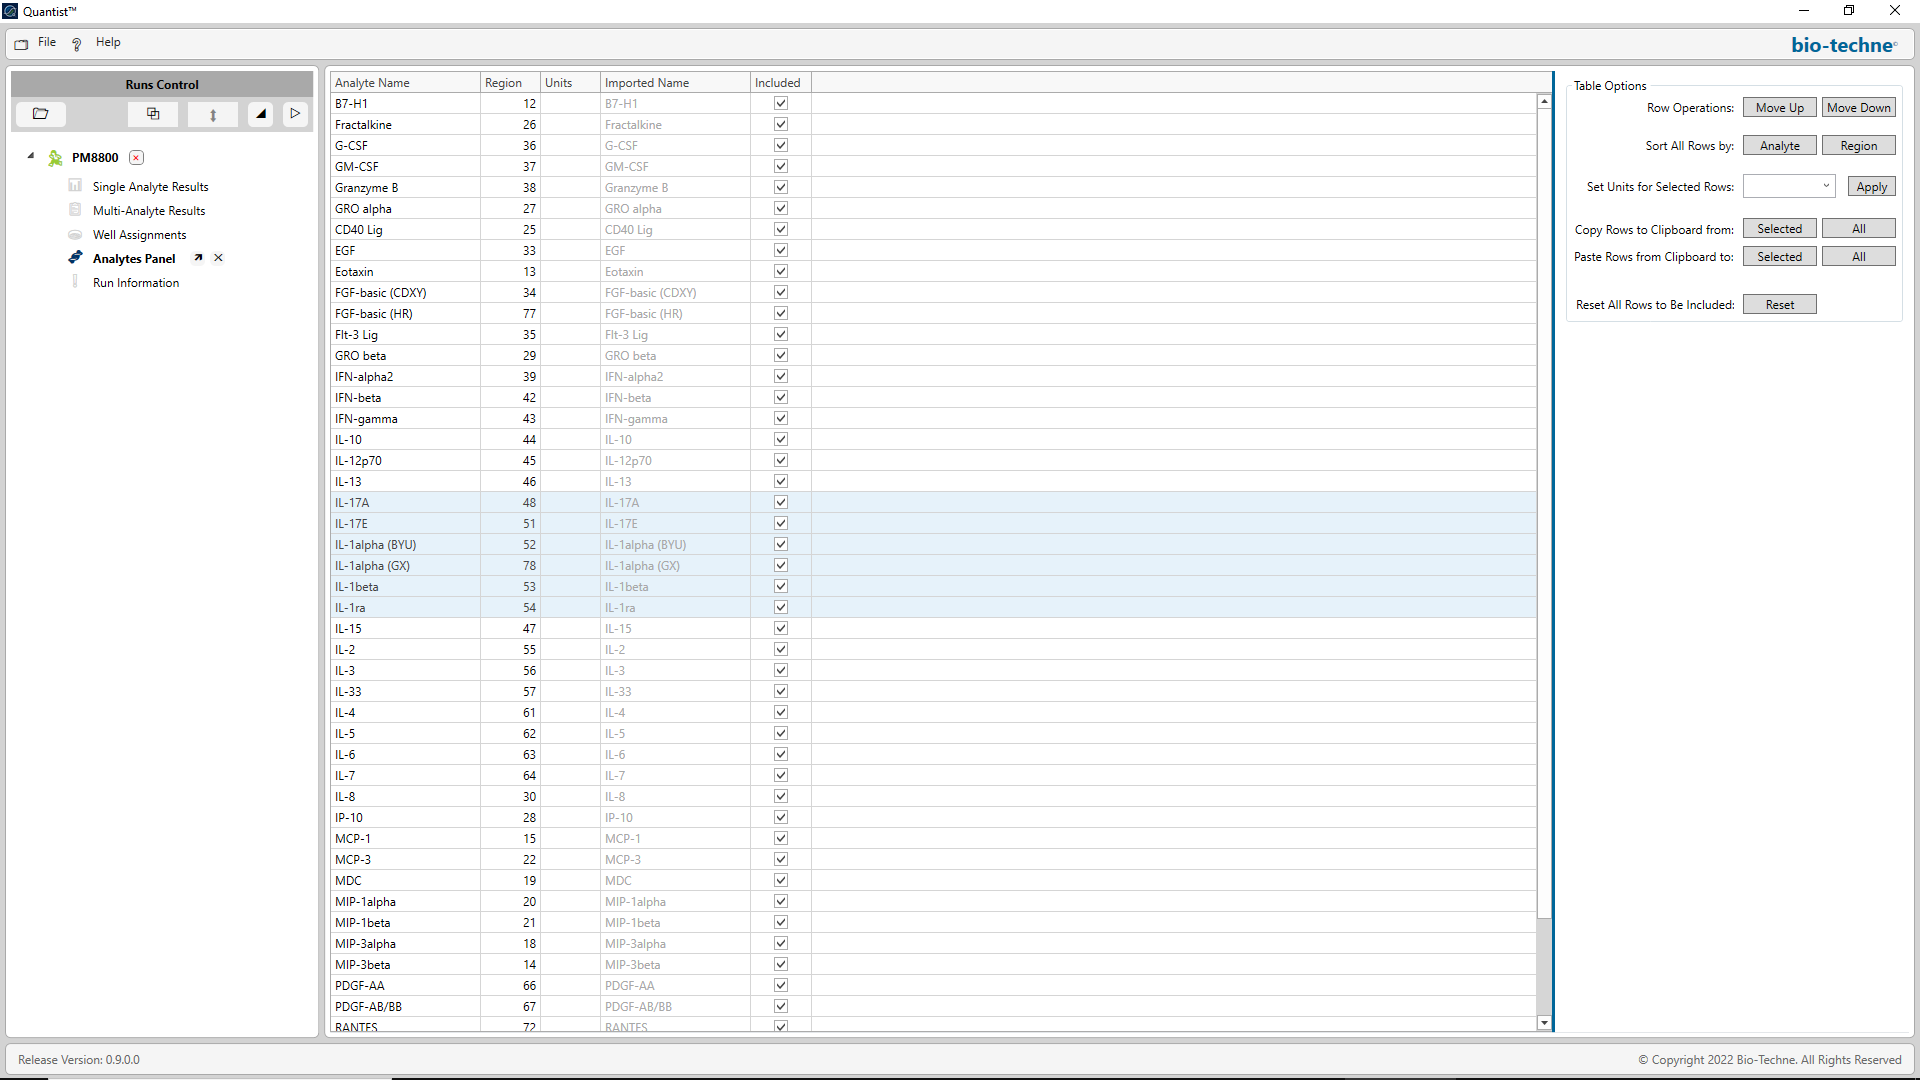 Quantist™
File Help
bio-techne®
Runs Control
PM8800
Single Analyte Results
Multi-Analyte Results
Well Assignments
Analytes Panel
Run Information
Analyte Name Region Units Imported Name Included
B7-H1 12 B7-H1
Fractalkine 26 Fractalkine
G-CSF 36 G-CSF
GM-CSF 37 GM-CSF
Granzyme B 38 Granzyme B
GRO alpha 27 GRO alpha
CD40 Lig 25 CD40 Lig
EGF 33 EGF
Eotaxin 13 Eotaxin
FGF-basic (CDXY) 34 FGF-basic (CDXY)
FGF-basic (HR) 77 FGF-basic (HR)
Flt-3 Lig 35 Flt-3 Lig
GRO beta 29 GRO beta
IFN-alpha2 39 IFN-alpha2
IFN-beta 42 IFN-beta
IFN-gamma 43 IFN-gamma
IL-10 44 IL-10
IL-12p70 45 IL-12p70
IL-13 46 IL-13
IL-17A 48 IL-17A
IL-17E 51 IL-17E
IL-1alpha (BYU) 52 IL-1alpha (BYU)
IL-1alpha (GX) 78 IL-1alpha (GX)
IL-1beta 53 IL-1beta
IL-1ra 54 IL-1ra
IL-15 47 IL-15
IL-2 55 IL-2
IL-3 56 IL-3
IL-33 57 IL-33
IL-4 61 IL-4
IL-5 62 IL-5
IL-6 63 IL-6
IL-7 64 IL-7
IL-8 30 IL-8
IP-10 28 IP-10
MCP-1 15 MCP-1
MCP-3 22 MCP-3
MDC 19 MDC
MIP-1alpha 20 MIP-1alpha
MIP-1beta 21 MIP-1beta
MIP-3alpha 18 MIP-3alpha
MIP-3beta 14 MIP-3beta
PDGF-AA 66 PDGF-AA
PDGF-AB/BB 67 PDGF-AB/BB
RANTES 72 RANTES
Table Options
Row Operations: Move Up Move Down
Sort All Rows by: Analyte Region
Set Units for Selected Rows: Apply
Copy Rows to Clipboard from: Selected All
Paste Rows from Clipboard to: Selected All
Reset All Rows to Be Included: Reset
Release Version: 0.9.0.0
© Copyright 2022 Bio-Techne. All Rights Reserved